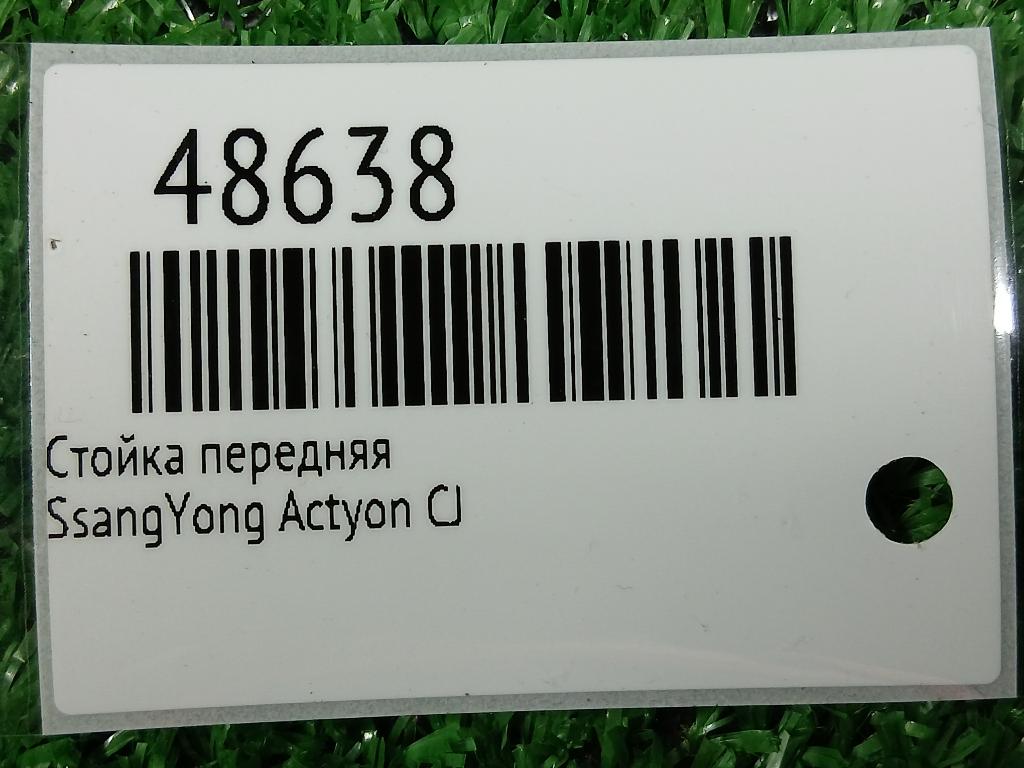 48638
Стойка передняя
SsangYong Actyon CJ